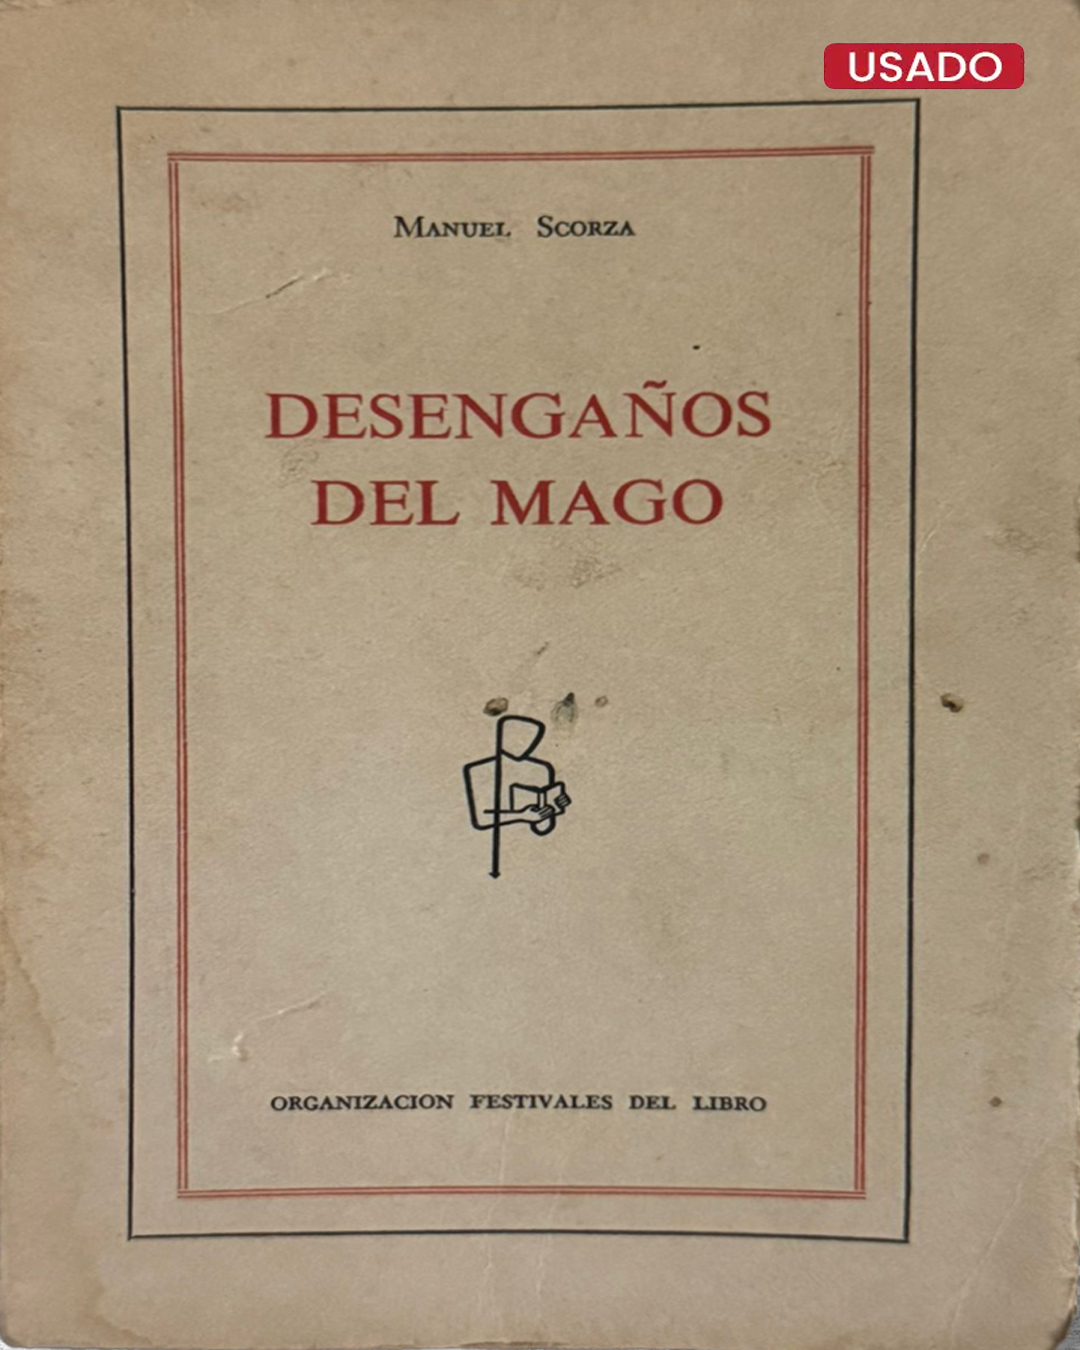 USADO
MANUEL SCORZA
DESENGAÑOS
DEL MAGO
ORGANIZACION FESTIVALES DEL LIBRO